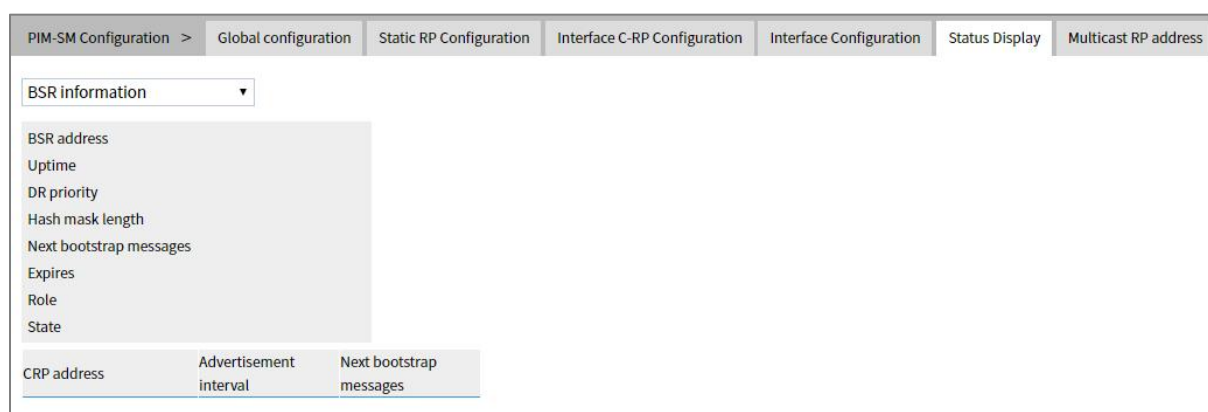 PIM-SM Configuration > Global configuration Static RP Configuration Interface C-RP Configuration Interface Configuration Status Display Multicast RP address
BSR information
BSR address
Uptime
DR priority
Hash mask length
Next bootstrap messages
Expires
Role
State
CRP address Advertisement interval Next bootstrap messages